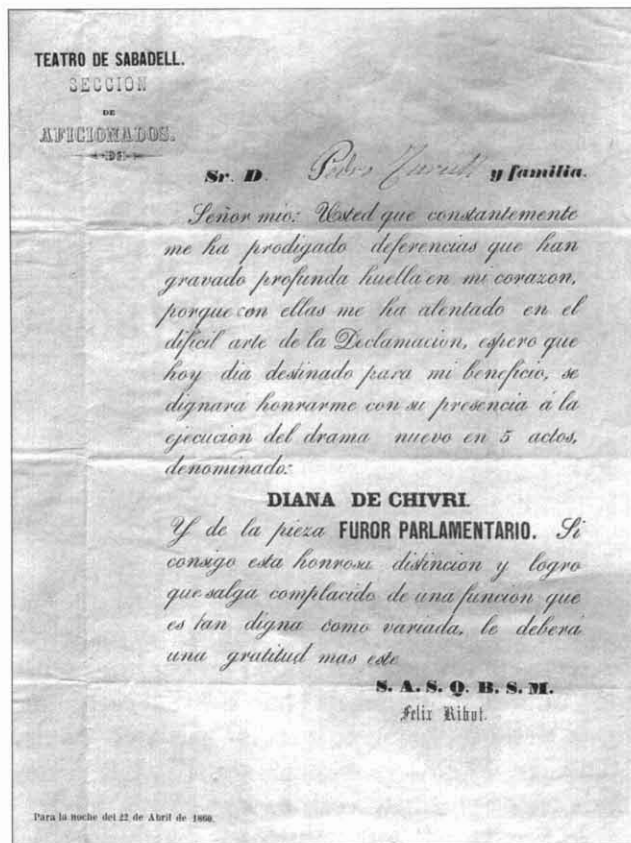 TEATRO DE SABADELL.
SECCION
DE
AFICIONADOS.
Sr. D. Pedro y familia.
Señor mio: Usted que constantemente
me ha prodigado deferencias que han
gravado profunda huella en mi corazon,
porque con ellas me ha alentado en el
dificil arte de la Declamacion, espero que
hoy dia destinado para mi beneficio, se
dignara honrarme con su presencia á la
ejecucion del drama nuevo en 5 actos,
denominado:
DIANA DE CHIVRI.
Y de la pieza FUROR PARLAMENTARIO. Si
consigo esta honrosa distincion y logro
que salga complacido de una funcion que
es tan digna como variada, le deberá
una gratitud mas este
S. A. S. Q. B. S. M.
Felix Ribot.
Para la noche del 22 de Abril de 1860.